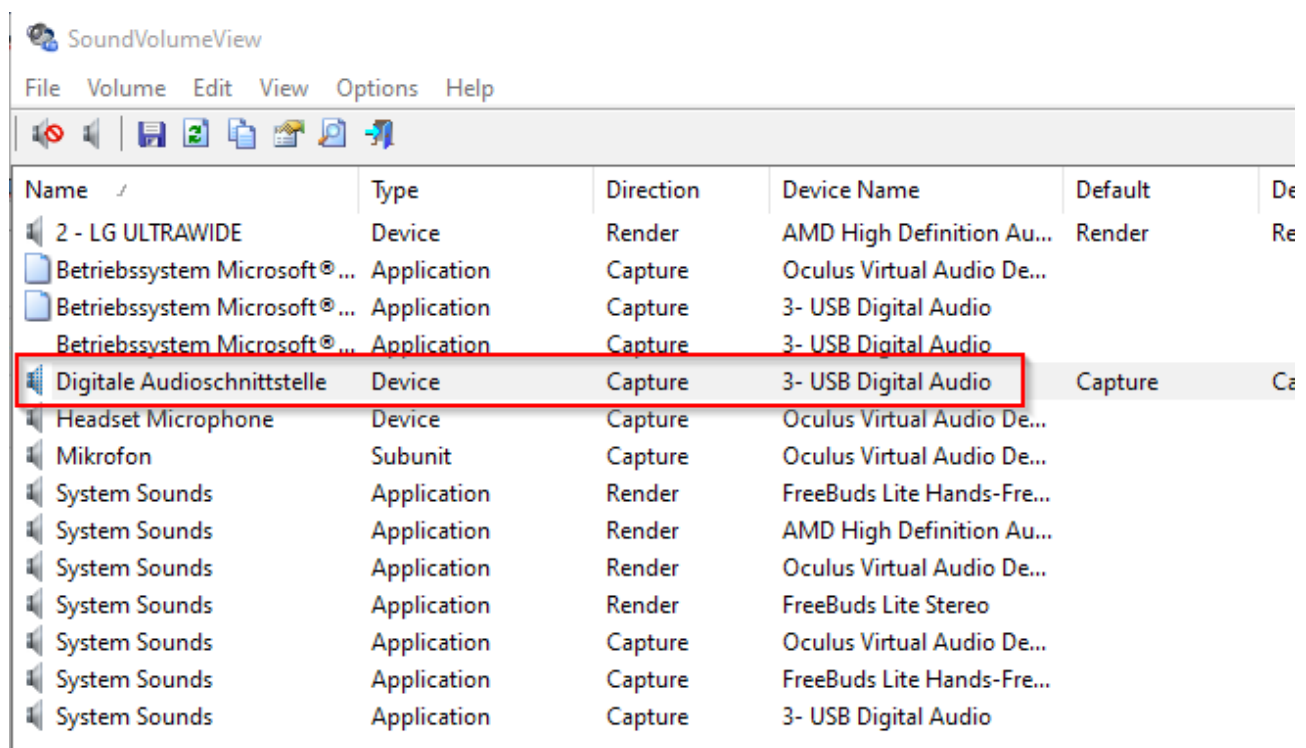 SoundVolumeView
File Volume Edit View Options Help
Name Type Direction Device Name Default De
2 - LG ULTRAWIDE Device Render AMD High Definition Au... Render Re
Betriebssystem Microsoft®... Application Capture Oculus Virtual Audio De...
Betriebssystem Microsoft®... Application Capture 3- USB Digital Audio
Betriebssystem Microsoft®... Application Capture 3- USB Digital Audio
Digitale Audioschnittstelle Device Capture 3- USB Digital Audio Capture Ca
Headset Microphone Device Capture Oculus Virtual Audio De...
Mikrofon Subunit Capture Oculus Virtual Audio De...
System Sounds Application Render FreeBuds Lite Hands-Fre...
System Sounds Application Render AMD High Definition Au...
System Sounds Application Render Oculus Virtual Audio De...
System Sounds Application Render FreeBuds Lite Stereo
System Sounds Application Capture Oculus Virtual Audio De...
System Sounds Application Capture FreeBuds Lite Hands-Fre...
System Sounds Application Capture 3- USB Digital Audio